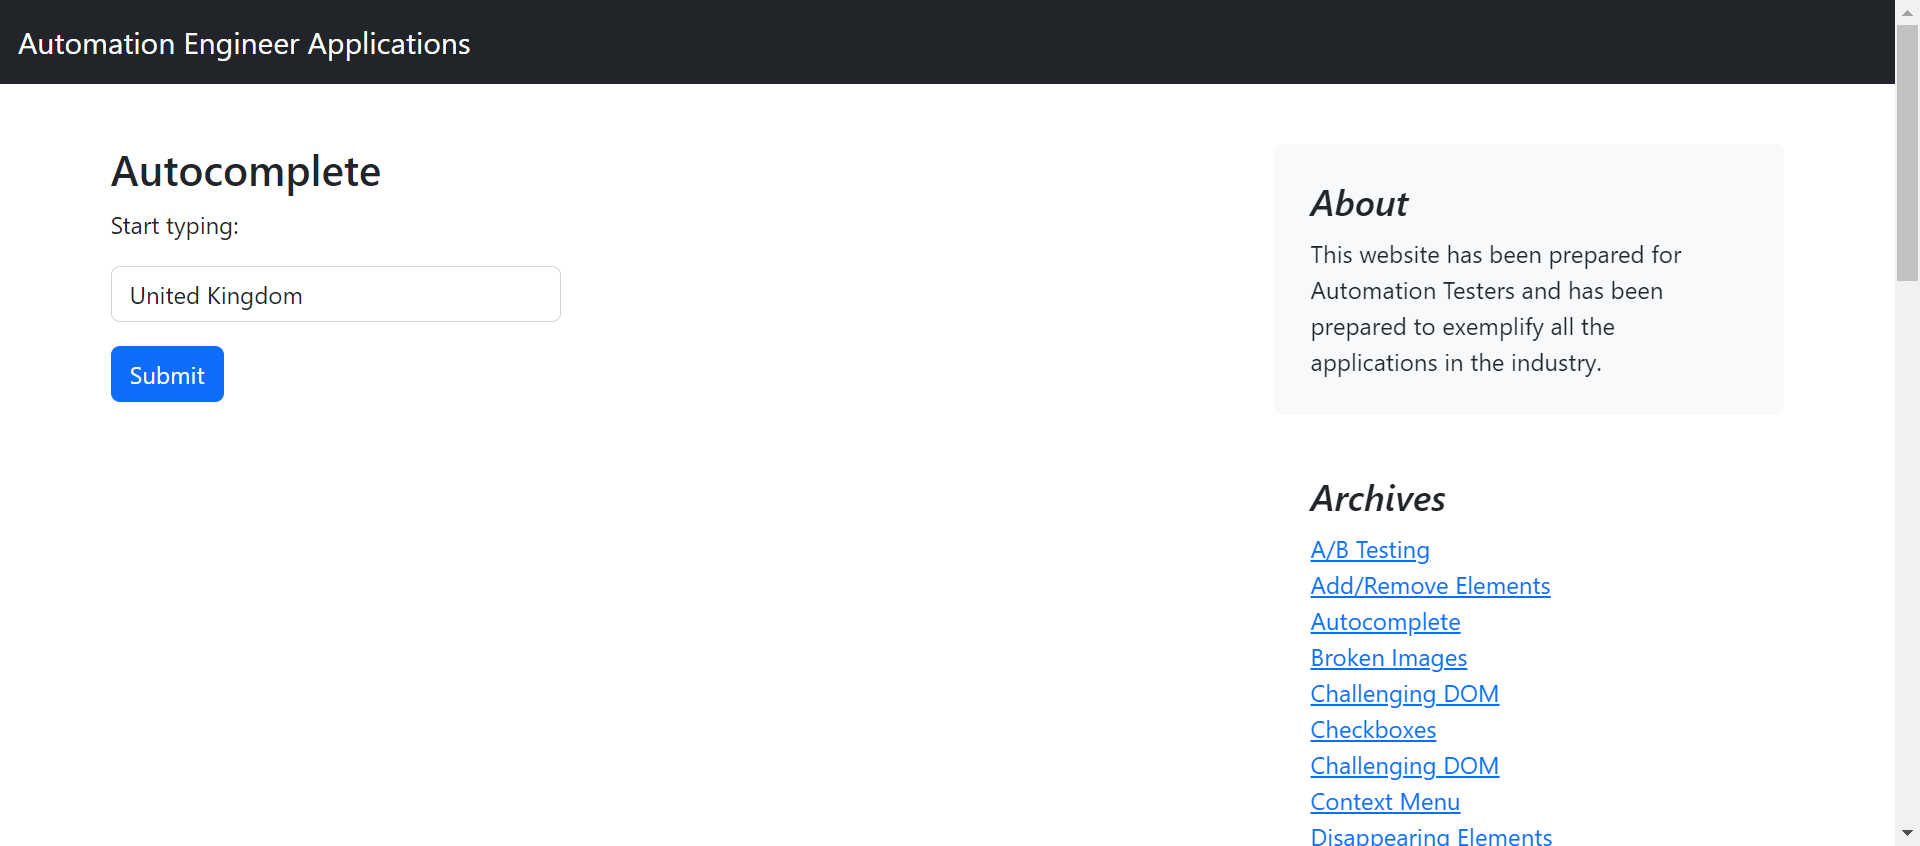 Automation Engineer Applications
Autocomplete
Start typing:
United Kingdom
Submit
About
This website has been prepared for
Automation Testers and has been
prepared to exemplify all the
applications in the industry.
Archives
A/B Testing
Add/Remove Elements
Autocomplete
Broken Images
Challenging DOM
Checkboxes
Challenging DOM
Context Menu
Disappearing Elements